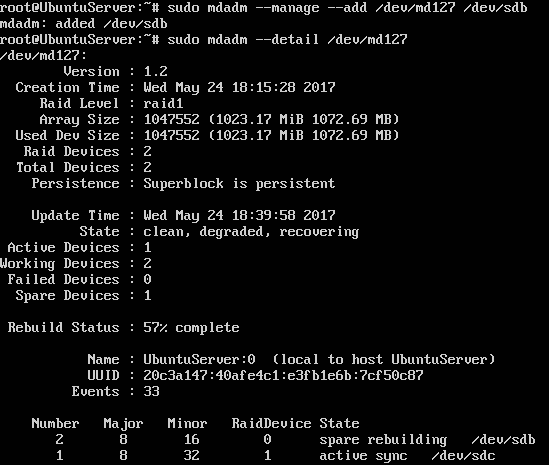 root@UbuntuServer:~# sudo mdadm --manage --add /dev/md127 /dev/sdb
mdadm: added /dev/sdb
root@UbuntuServer:~# sudo mdadm --detail /dev/md127
/dev/md127:
Version : 1.2
Creation Time : Wed May 24 18:15:28 2017
Raid Level : raid1
Array Size : 1047552 (1023.17 MiB 1072.69 MB)
Used Dev Size : 1047552 (1023.17 MiB 1072.69 MB)
Raid Devices : 2
Total Devices : 2
Persistence : Superblock is persistent
Update Time : Wed May 24 18:39:58 2017
State : clean, degraded, recovering
Active Devices : 1
Working Devices : 2
Failed Devices : 0
Spare Devices : 1
Rebuild Status : 57% complete
Name : UbuntuServer:0 (local to host UbuntuServer)
UUID : 20c3a147:40afe4c1:e3fb1e6b:7cf50c87
Events : 33
Number Major Minor RaidDevice State
2 8 16 0 spare rebuilding /dev/sdb
1 8 32 1 active sync /dev/sdc